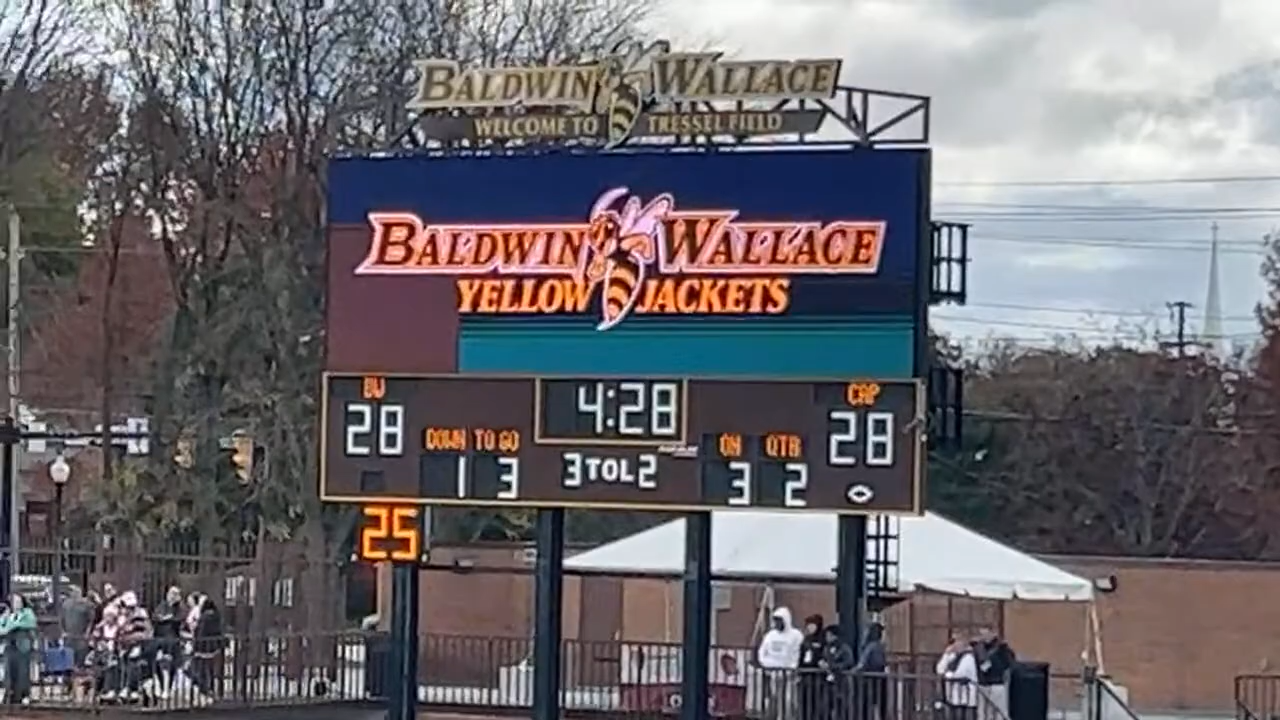 BALDWIN WALLACE
WELCOME TO TRESSEL FIELD
BALDWIN WALLACE
YELLOW JACKETS
BW 4:28 CAP
28 28
DOWN TO GO ON QTR
1 3 3 TOL 2 3 2
25